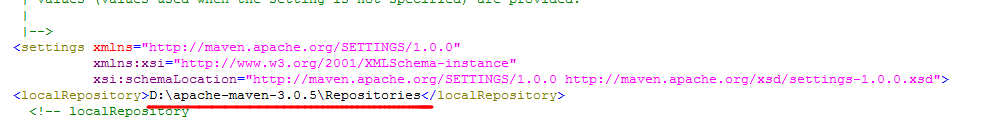 | values (values used when the setting is not specified) are provided.
|
|-->
<settings xmlns="http://maven.apache.org/SETTINGS/1.0.0"
xmlns:xsi="http://www.w3.org/2001/XMLSchema-instance"
xsi:schemaLocation="http://maven.apache.org/SETTINGS/1.0.0 http://maven.apache.org/xsd/settings-1.0.0.xsd">
<localRepository>D:\apache-maven-3.0.5\Repositories</localRepository>
<!-- localRepository